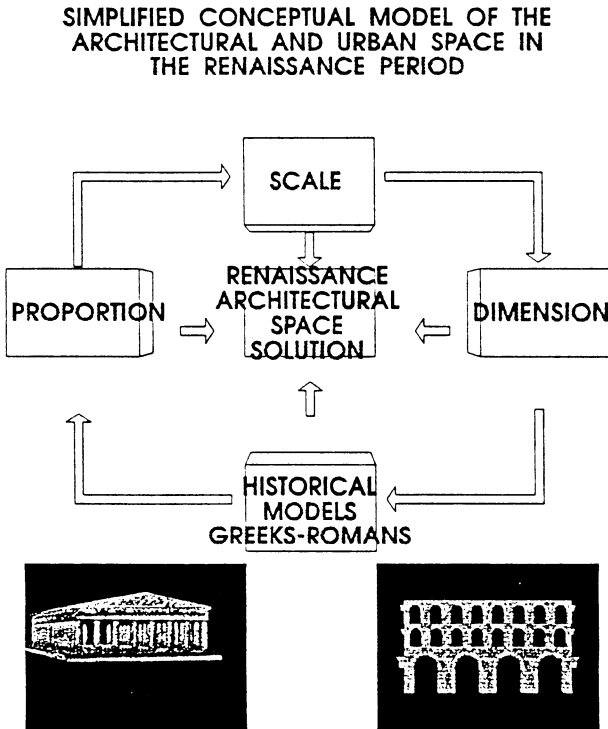 SIMPLIFIED CONCEPTUAL MODEL OF THE
ARCHITECTURAL AND URBAN SPACE IN
THE RENAISSANCE PERIOD
SCALE
PROPORTION
RENAISSANCE
ARCHITECTURAL
SPACE
SOLUTION
DIMENSION
HISTORICAL
MODELS
GREEKS-ROMANS